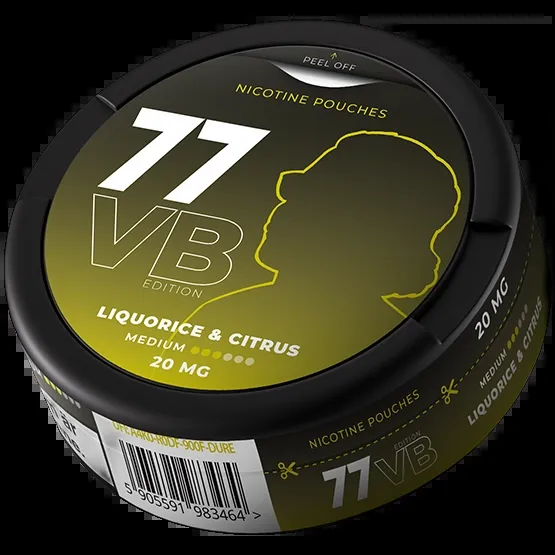 PEEL OFF
NICOTINE POUCHES
77
VB
EDITION
LIQUORICE & CITRUS
MEDIUM
20 MG
20 MG
MEDIUM
LIQUORICE & CITRUS
NICOTINE POUCHES
EDITION
77 VB
5 905591 983464 >